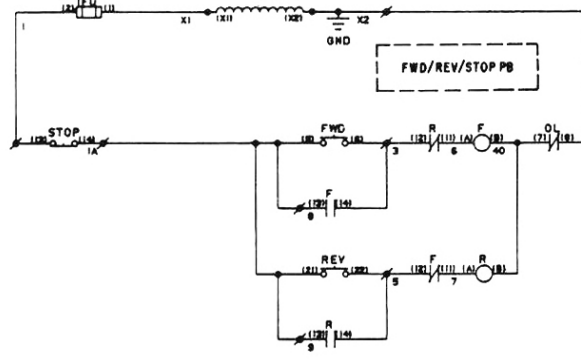 FU
(2) (1)
1 X1 (X1) (X2) X2
GND
FWD/REV/STOP PB
STOP FWD R F OL
(13) (14) (5) (6) (12) (11) (A) (B) (7) (8)
1A 3 6 40
F
(13) (14)
8
REV F R
(21) (22) (12) (11) (A) (B)
5 7
R
(13) (14)
9